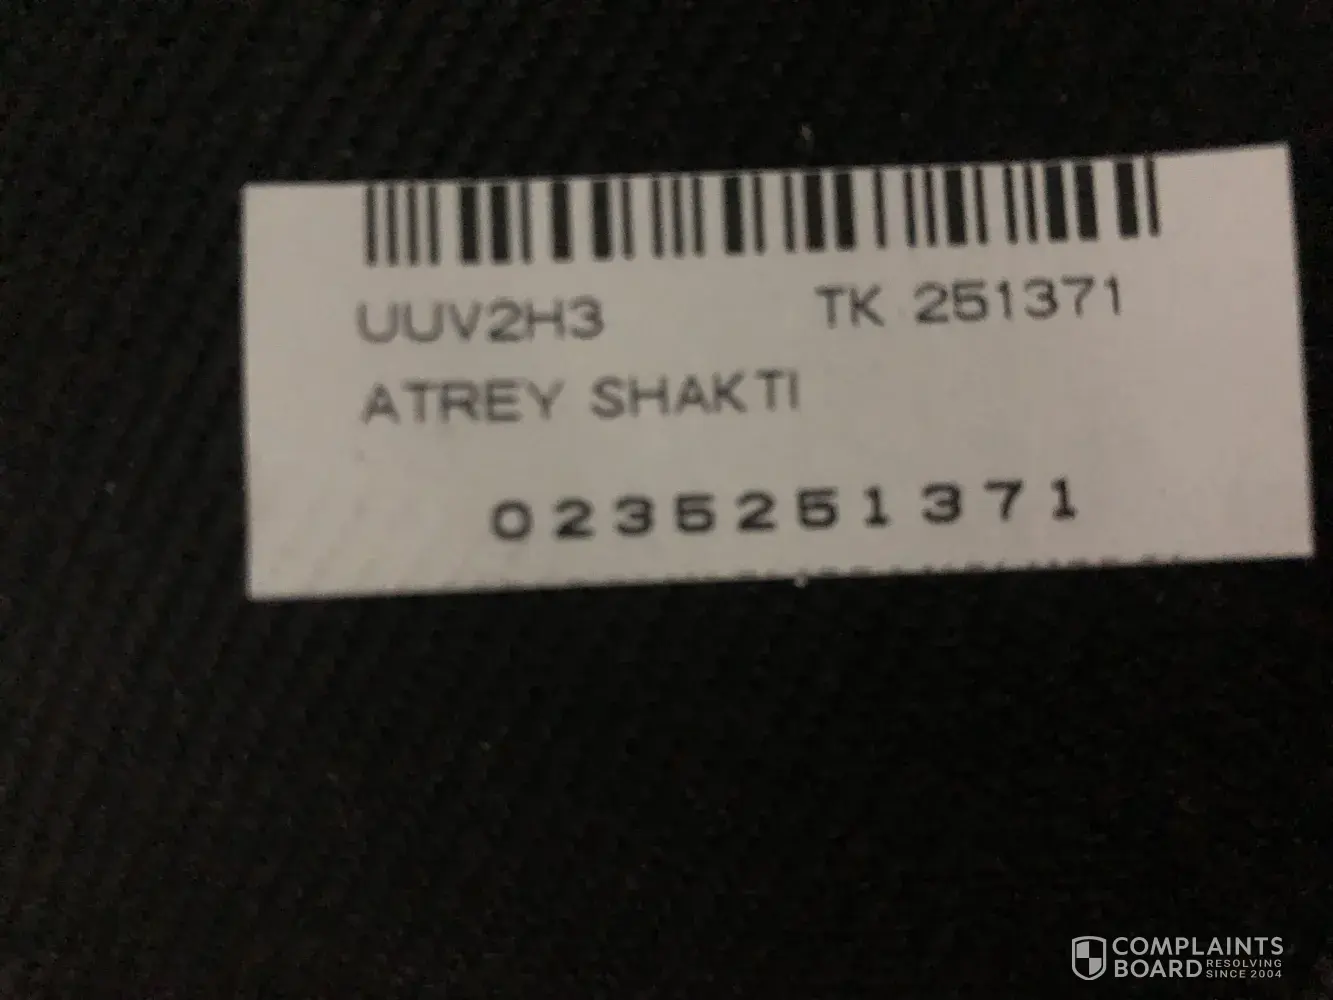 UUV2H3 TK 251371
ATREY SHAKTI
0235251371
COMPLAINTS
BOARD RESOLVING
SINCE 2004